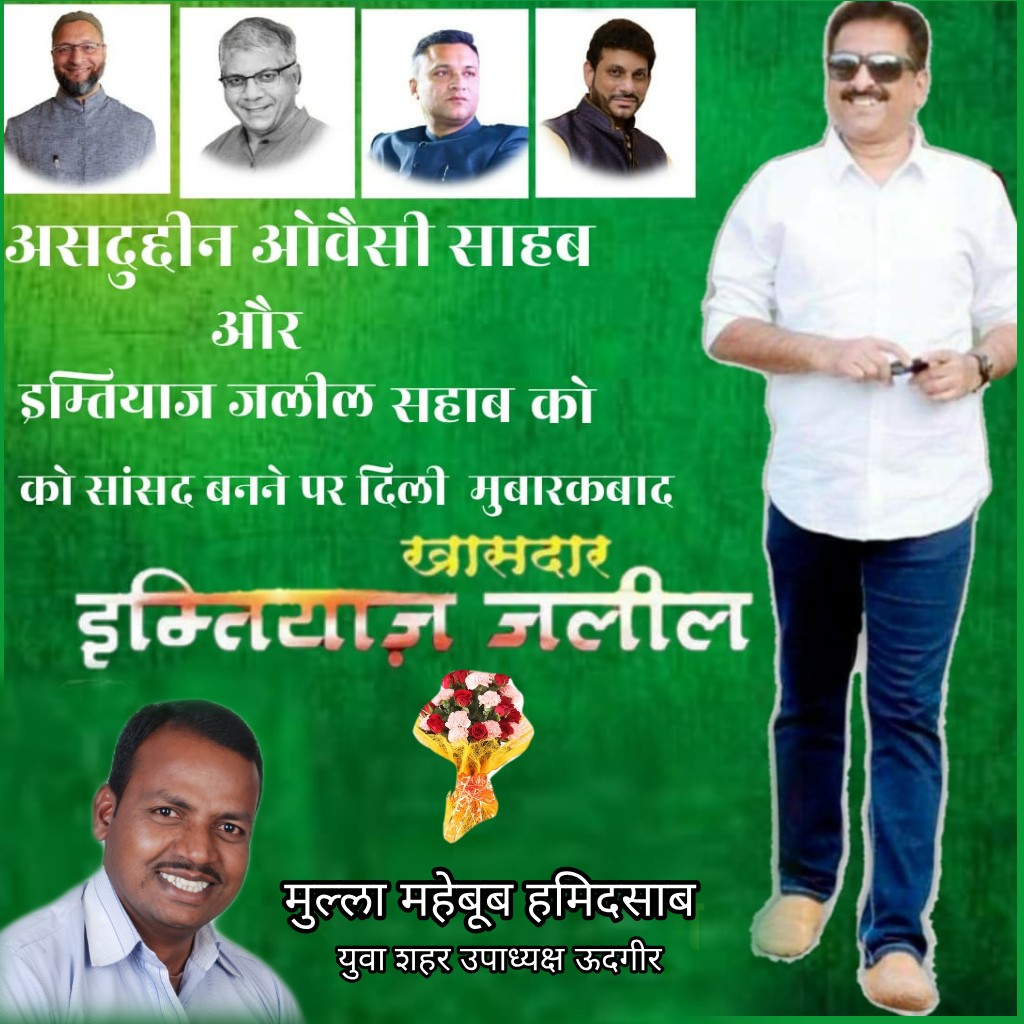 असदुद्दीन ओवैसी साहब
और
इम्तियाज जलील सहाब को
को सांसद बनने पर दिली मुबारकबाद
खासदार
इम्तियाज़ जलील
मुल्ला महेबूब हमिदसाब
युवा शहर उपाध्यक्ष ऊदगीर